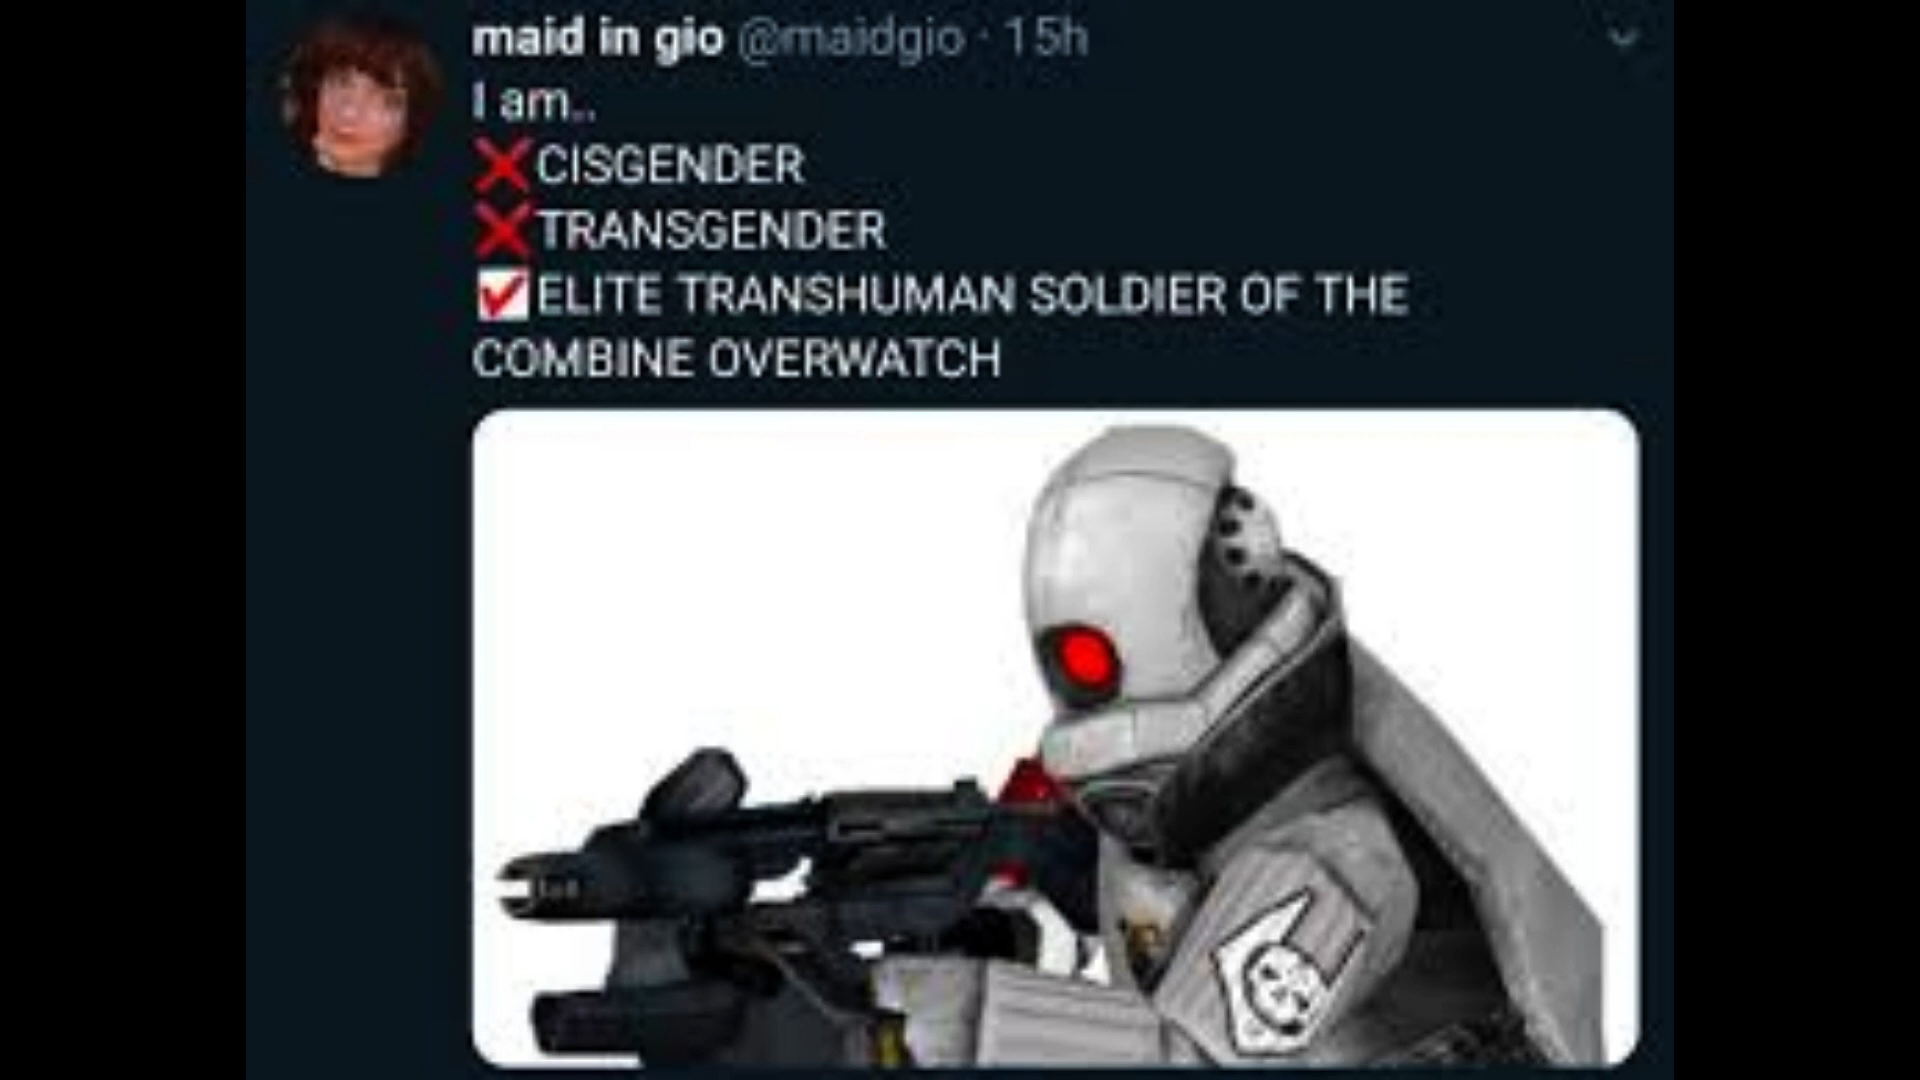 maid in gio @maidgio · 15h
I am..
❌CISGENDER
❌TRANSGENDER
☑ELITE TRANSHUMAN SOLDIER OF THE
COMBINE OVERWATCH